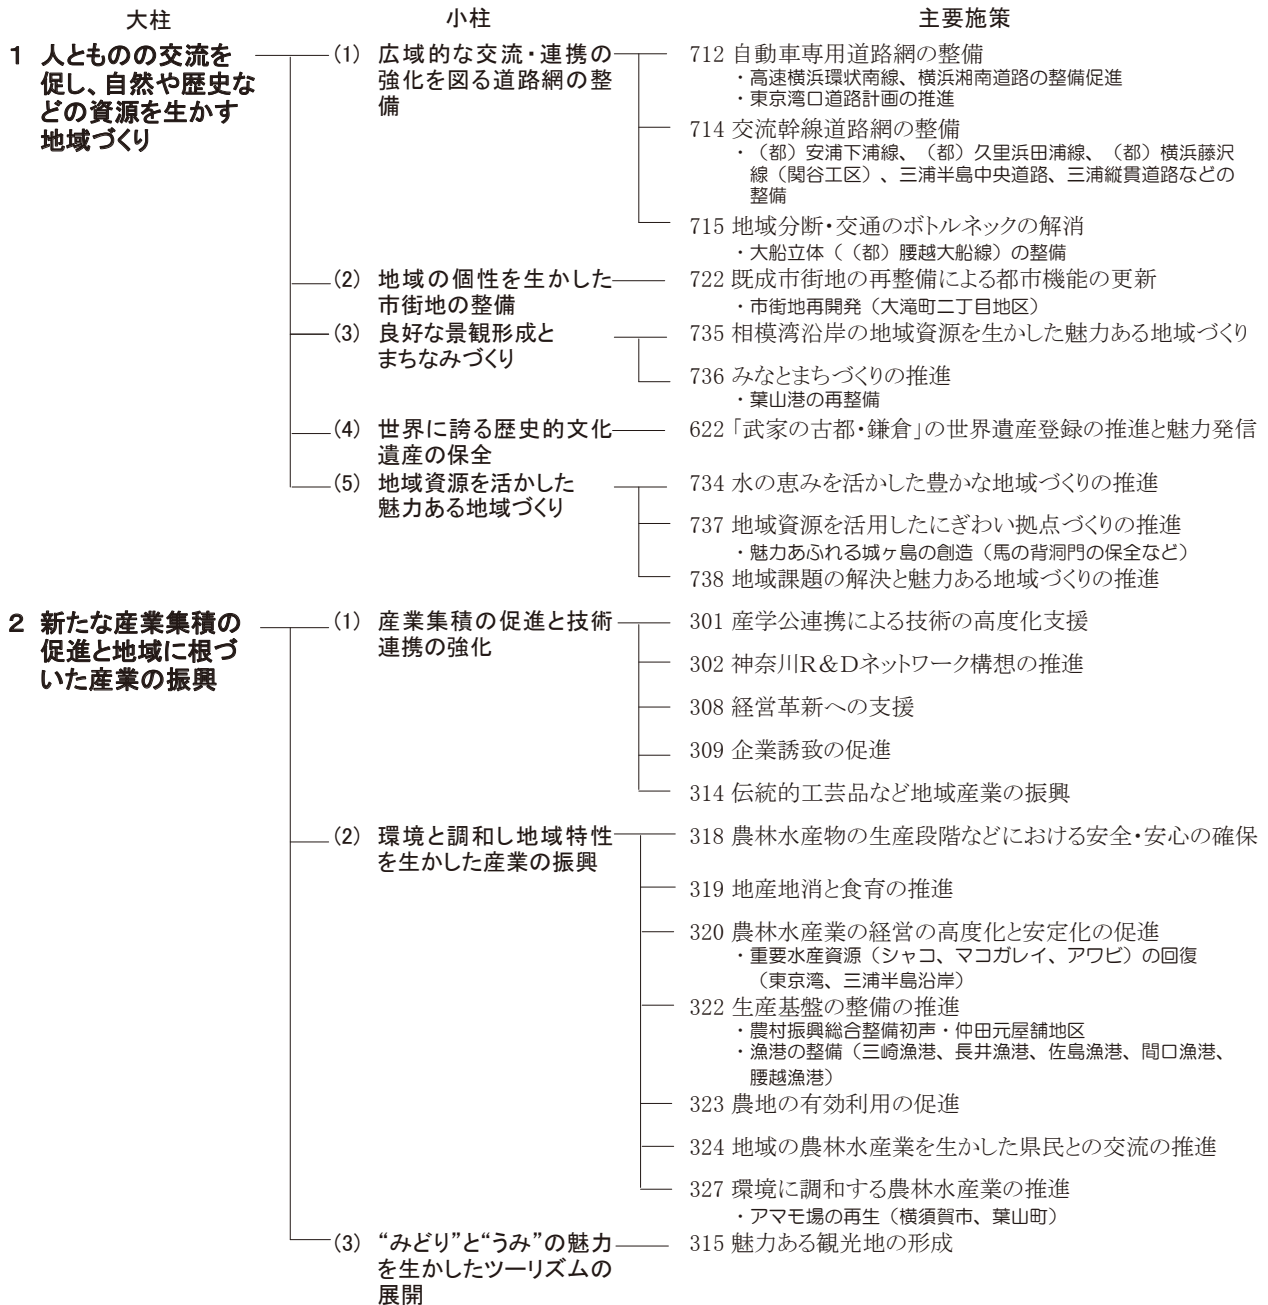 大柱 小柱 主要施策
1 人とものの交流を
促し、自然や歴史な
どの資源を生かす
地域づくり
(1) 広域的な交流・連携の
強化を図る道路網の整
備
712 自動車専用道路網の整備
・高速横浜環状南線、横浜湘南道路の整備促進
・東京湾口道路計画の推進
714 交流幹線道路網の整備
・（都）安浦下浦線、（都）久里浜田浦線、（都）横浜藤沢
線（関谷工区）、三浦半島中央道路、三浦縦貫道路などの
整備
715 地域分断・交通のボトルネックの解消
・大船立体（（都）腰越大船線）の整備
(2) 地域の個性を生かした
市街地の整備
722 既成市街地の再整備による都市機能の更新
・市街地再開発（大滝町二丁目地区）
(3) 良好な景観形成と
まちなみづくり
735 相模湾沿岸の地域資源を生かした魅力ある地域づくり
736 みなとまちづくりの推進
・葉山港の再整備
(4) 世界に誇る歴史的文化
遺産の保全
622 「武家の古都・鎌倉」の世界遺産登録の推進と魅力発信
(5) 地域資源を活かした
魅力ある地域づくり
734 水の恵みを活かした豊かな地域づくりの推進
737 地域資源を活用したにぎわい拠点づくりの推進
・魅力あふれる城ヶ島の創造（馬の背洞門の保全など）
738 地域課題の解決と魅力ある地域づくりの推進
2 新たな産業集積の
促進と地域に根づ
いた産業の振興
(1) 産業集積の促進と技術
連携の強化
301 産学公連携による技術の高度化支援
302 神奈川R＆Dネットワーク構想の推進
308 経営革新への支援
309 企業誘致の促進
314 伝統的工芸品など地域産業の振興
(2) 環境と調和し地域特性
を生かした産業の振興
318 農林水産物の生産段階などにおける安全・安心の確保
319 地産地消と食育の推進
320 農林水産業の経営の高度化と安定化の促進
・重要水産資源（シャコ、マコガレイ、アワビ）の回復
（東京湾、三浦半島沿岸）
322 生産基盤の整備の推進
・農村振興総合整備初声・仲田元屋舗地区
・漁港の整備（三崎漁港、長井漁港、佐島漁港、間口漁港、
腰越漁港）
323 農地の有効利用の促進
324 地域の農林水産業を生かした県民との交流の推進
327 環境に調和する農林水産業の推進
・アマモ場の再生（横須賀市、葉山町）
(3) “みどり”と“うみ”の魅力
を生かしたツーリズムの
展開
315 魅力ある観光地の形成